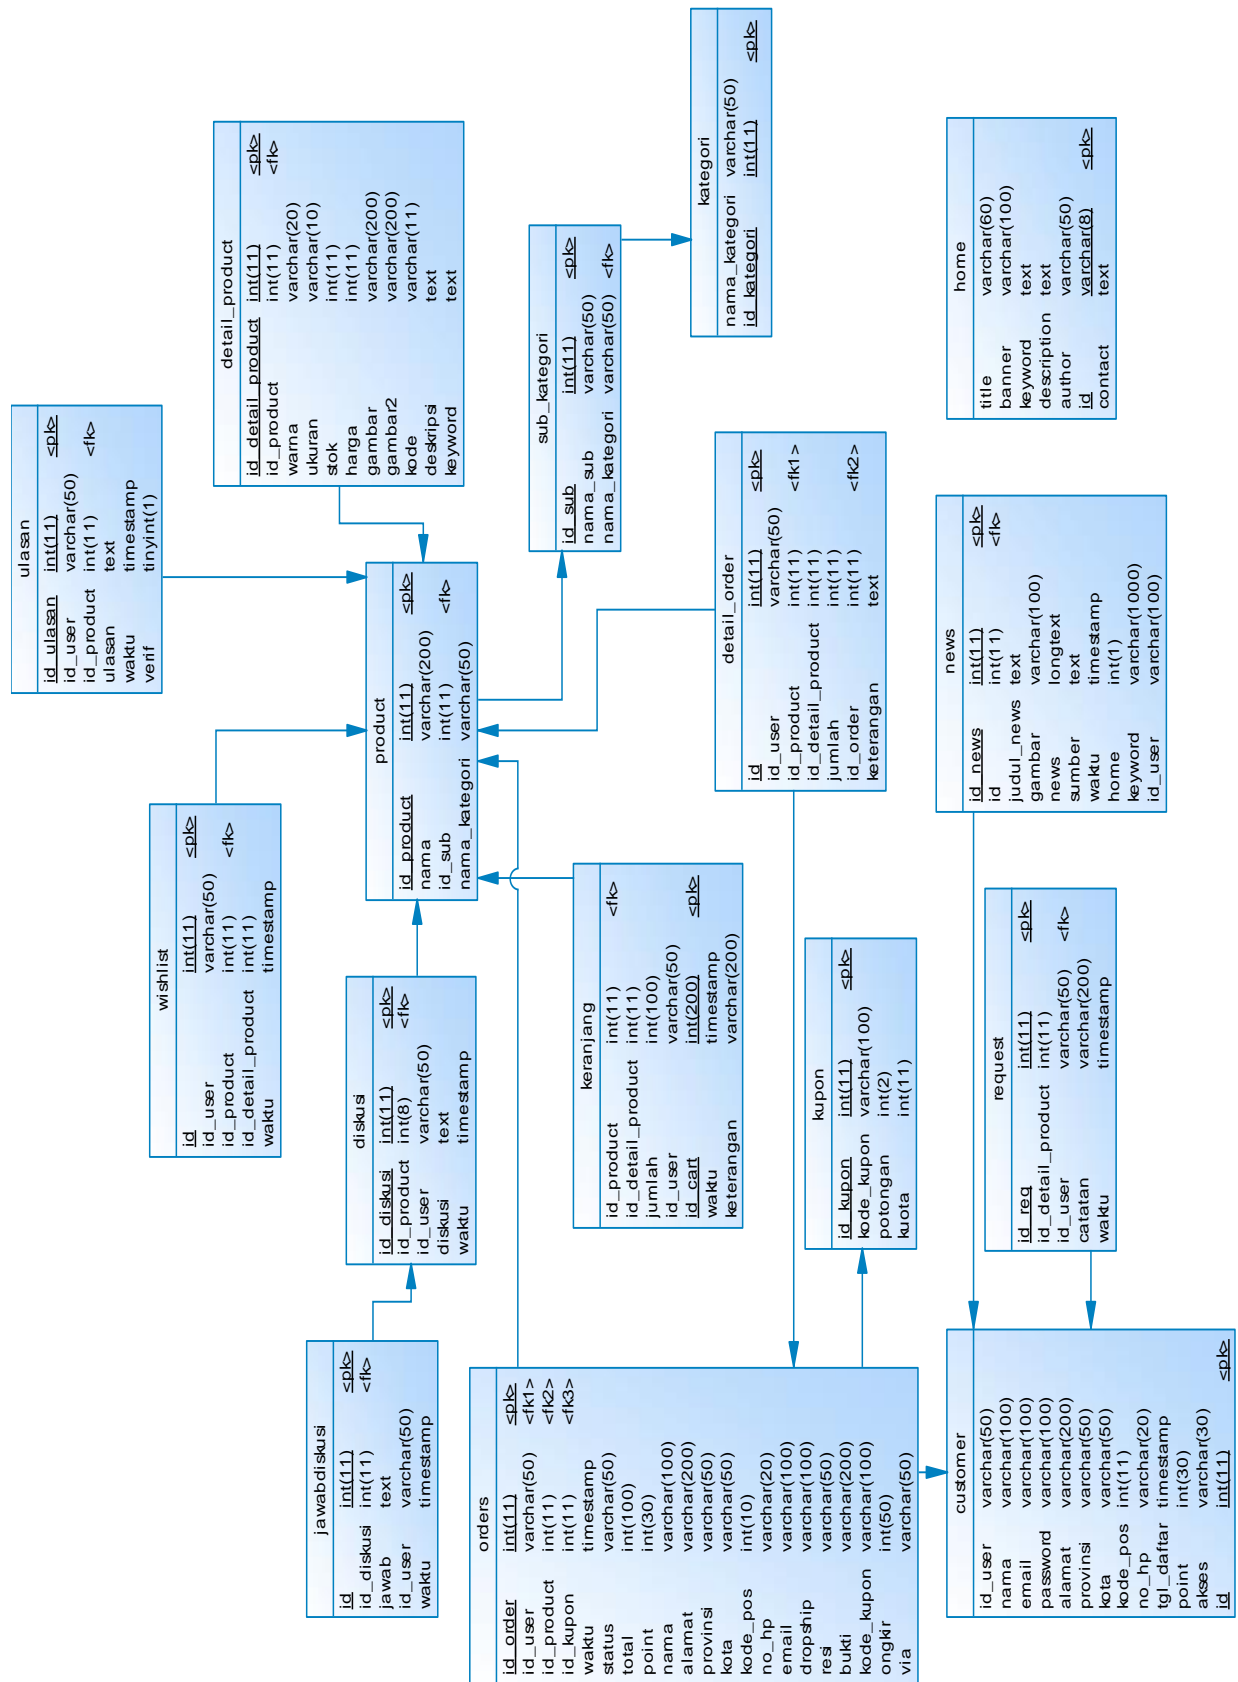 ulasan
id_ulasan int(11) <pk>
id_user varchar(50)
id_product int(11) <fk>
ulasan text
waktu timestamp
verif tinyint(1)
wishlist
id int(11) <pk>
id_user varchar(50)
id_product int(11) <fk>
id_detail_product int(11)
waktu timestamp
detail_product
id_detail_product int(11) <pk>
id_product int(11) <fk>
warna varchar(20)
ukuran varchar(10)
stok int(11)
harga int(11)
gambar varchar(200)
gambar2 varchar(200)
kode varchar(11)
deskripsi text
keyword text
jawabdiskusi
id int(11) <pk>
id_diskusi int(11) <fk>
jawab text
id_user varchar(50)
waktu timestamp
diskusi
id_diskusi int(11) <pk>
id_product int(8) <fk>
id_user varchar(50)
diskusi text
waktu timestamp
product
id_product int(11) <pk>
nama varchar(200)
id_sub int(11) <fk>
nama_kategori varchar(50)
orders
id_order int(11) <pk>
id_user varchar(50) <fk1>
id_product int(11) <fk2>
id_kupon int(11) <fk3>
waktu timestamp
status varchar(50)
total int(100)
point int(30)
nama varchar(100)
alamat varchar(200)
provinsi varchar(50)
kota varchar(50)
kode_pos int(10)
no_hp varchar(20)
email varchar(100)
dropship varchar(100)
resi varchar(50)
bukti varchar(200)
kode_kupon varchar(100)
ongkir int(50)
via varchar(50)
keranjang
id_product int(11) <fk>
id_detail_product int(11)
jumlah int(100)
id_user varchar(50)
id_cart int(200) <pk>
waktu timestamp
keterangan varchar(200)
sub_kategori
id_sub int(11) <pk>
nama_sub varchar(50)
nama_kategori varchar(50) <fk>
kategori
nama_kategori varchar(50)
id_kategori int(11) <pk>
detail_order
id int(11) <pk>
id_user varchar(50)
id_product int(11) <fk1>
id_detail_product int(11)
jumlah int(11)
id_order int(11) <fk2>
keterangan text
kupon
id_kupon int(11) <pk>
kode_kupon varchar(100)
potongan int(2)
kuota int(11)
customer
id_user varchar(50)
nama varchar(100)
email varchar(100)
password varchar(100)
alamat varchar(200)
provinsi varchar(50)
kota varchar(50)
kode_pos int(11)
no_hp varchar(20)
tgl_daftar timestamp
point int(30)
akses varchar(30)
id int(11) <pk>
request
id_req int(11) <pk>
id_detail_product int(11)
id_user varchar(50) <fk>
catatan varchar(200)
waktu timestamp
news
id_news int(11) <pk>
id int(11) <fk>
judul_news text
gambar varchar(100)
news longtext
sumber text
waktu timestamp
home int(1)
keyword varchar(1000)
id_user varchar(100)
home
title varchar(60)
banner varchar(100)
keyword text
description text
author varchar(50)
id varchar(8) <pk>
contact text